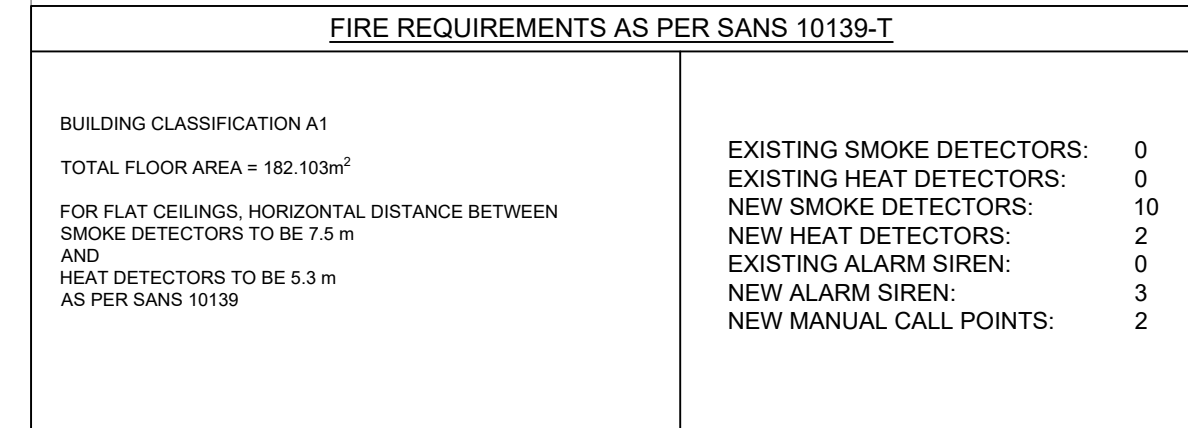 FIRE REQUIREMENTS AS PER SANS 10139-T
BUILDING CLASSIFICATION A1
TOTAL FLOOR AREA = 182.103m²
FOR FLAT CEILINGS, HORIZONTAL DISTANCE BETWEEN
SMOKE DETECTORS TO BE 7.5 m
AND
HEAT DETECTORS TO BE 5.3 m
AS PER SANS 10139
EXISTING SMOKE DETECTORS: 0
EXISTING HEAT DETECTORS: 0
NEW SMOKE DETECTORS: 10
NEW HEAT DETECTORS: 2
EXISTING ALARM SIREN: 0
NEW ALARM SIREN: 3
NEW MANUAL CALL POINTS: 2